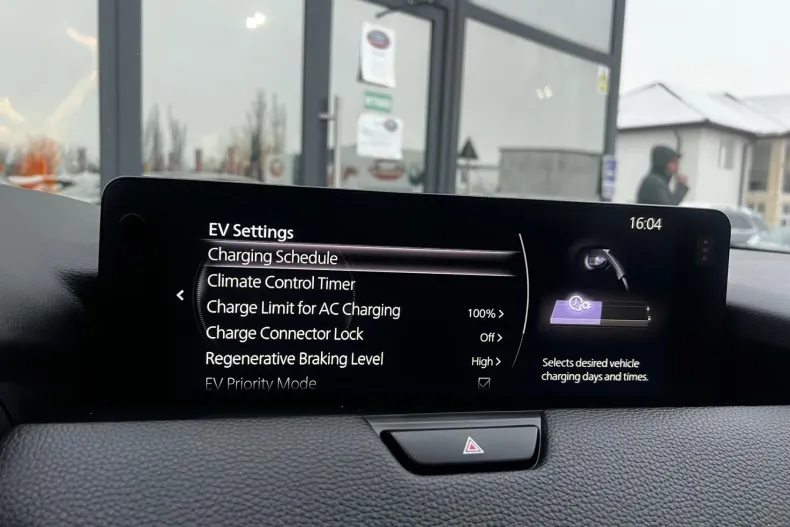 16:04
EV Settings
Charging Schedule
Climate Control Timer
Charge Limit for AC Charging 100%
Charge Connector Lock Off
Regenerative Braking Level High
EV Priority Mode
Selects desired vehicle
charging days and times.